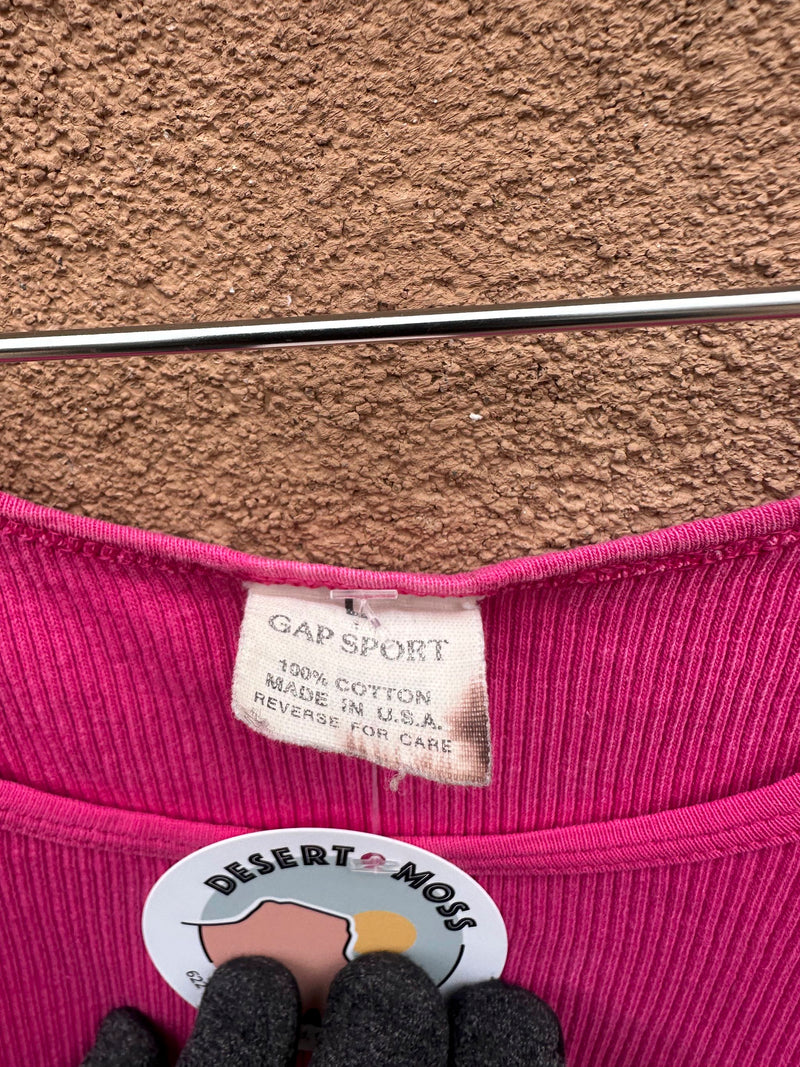 GAP SPORT
100% COTTON
MADE IN U.S.A.
REVERSE FOR CARE
DESERT MOSS